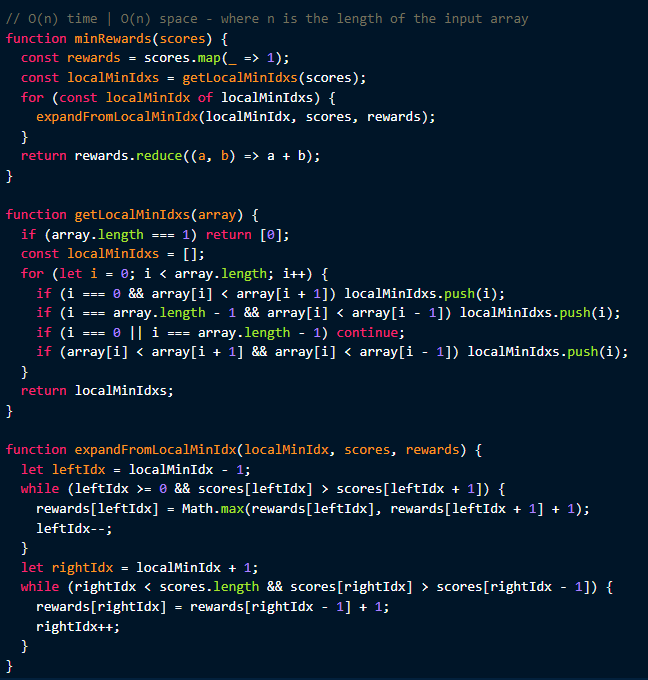 // O(n) time | O(n) space - where n is the length of the input array
function minRewards(scores) {
  const rewards = scores.map(_ => 1);
  const localMinIdxs = getLocalMinIdxs(scores);
  for (const localMinIdx of localMinIdxs) {
    expandFromLocalMinIdx(localMinIdx, scores, rewards);
  }
  return rewards.reduce((a, b) => a + b);
}

function getLocalMinIdxs(array) {
  if (array.length === 1) return [0];
  const localMinIdxs = [];
  for (let i = 0; i < array.length; i++) {
    if (i === 0 && array[i] < array[i + 1]) localMinIdxs.push(i);
    if (i === array.length - 1 && array[i] < array[i - 1]) localMinIdxs.push(i);
    if (i === 0 || i === array.length - 1) continue;
    if (array[i] < array[i + 1] && array[i] < array[i - 1]) localMinIdxs.push(i);
  }
  return localMinIdxs;
}

function expandFromLocalMinIdx(localMinIdx, scores, rewards) {
  let leftIdx = localMinIdx - 1;
  while (leftIdx >= 0 && scores[leftIdx] > scores[leftIdx + 1]) {
    rewards[leftIdx] = Math.max(rewards[leftIdx], rewards[leftIdx + 1] + 1);
    leftIdx--;
  }
  let rightIdx = localMinIdx + 1;
  while (rightIdx < scores.length && scores[rightIdx] > scores[rightIdx - 1]) {
    rewards[rightIdx] = rewards[rightIdx - 1] + 1;
    rightIdx++;
  }
}